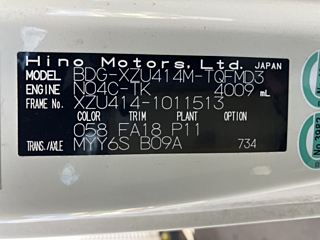 Hino Motors, Ltd. JAPAN
MODEL BDG-XZU414M-TQFMD3
ENGINE N04C-TK 4009 mL
FRAME No. XZU414-1011513
COLOR TRIM PLANT OPTION
058 FA18 P11
TRANS./AXLE MYY6S B09A 734